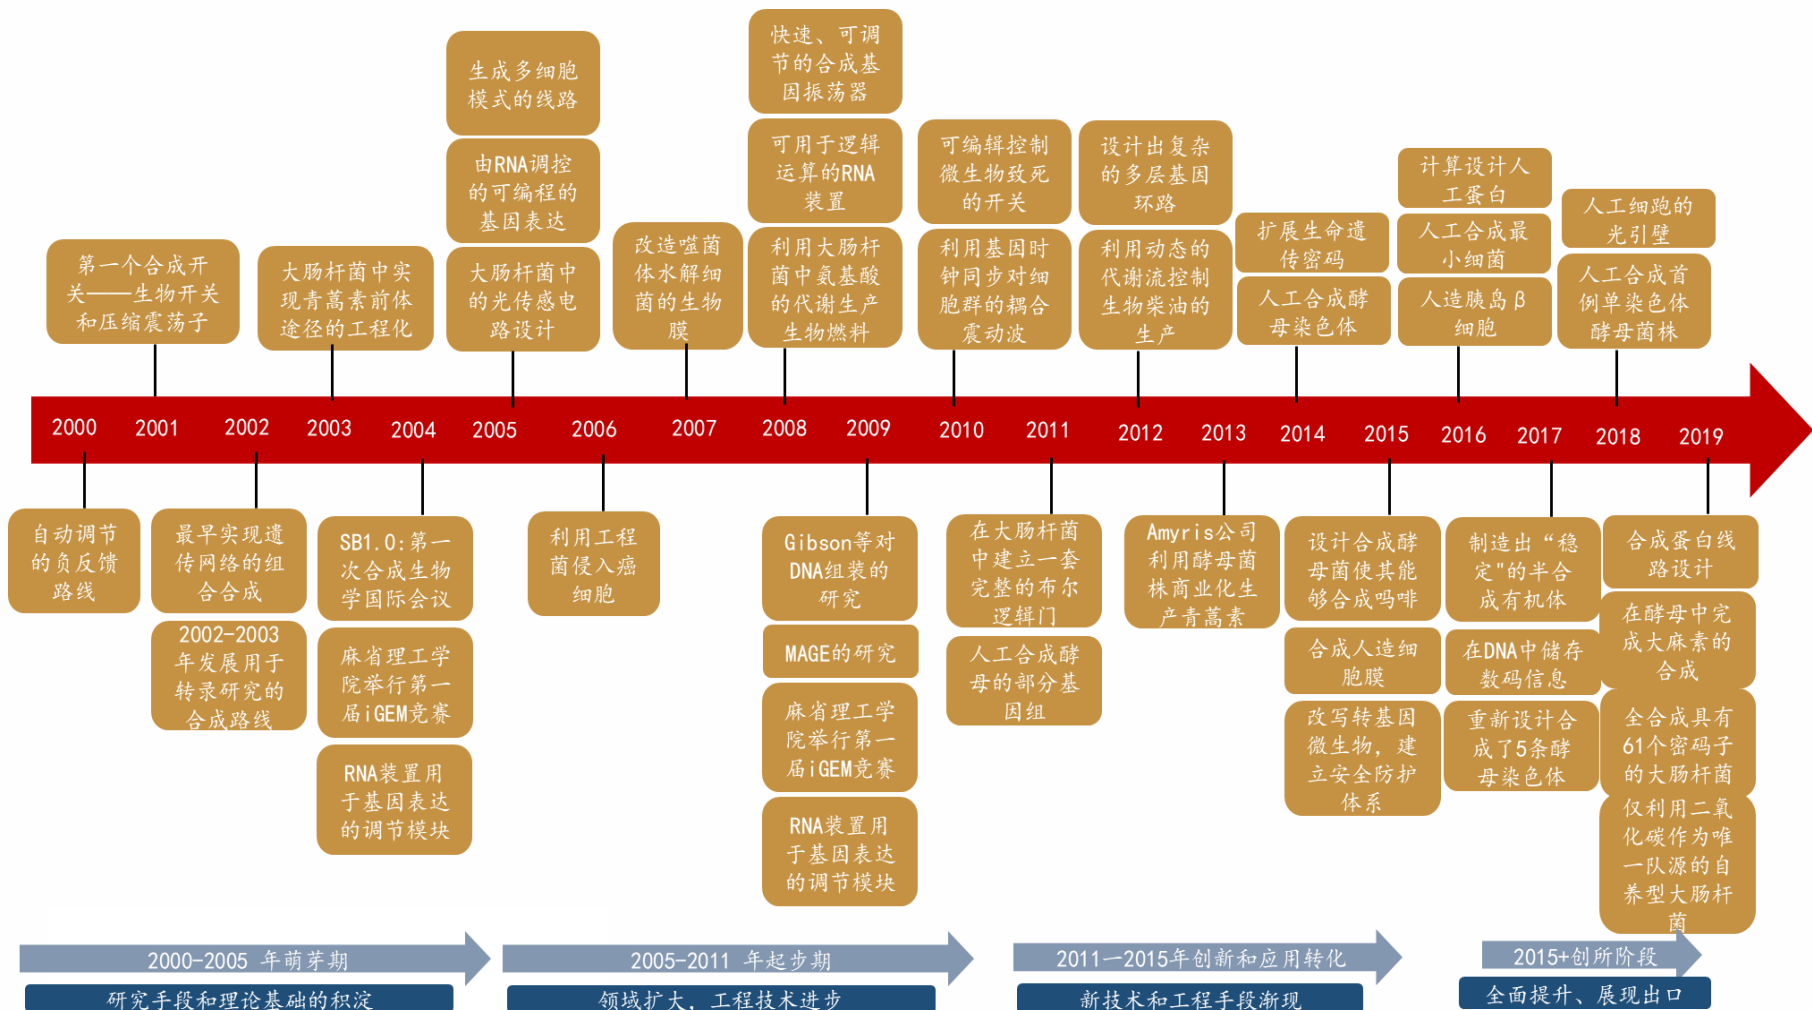 快速、可调
节的合成基
因振荡器
生成多细胞
模式的线路
可用于逻辑
运算的RNA
装置
由RNA调控
的可编程的
基因表达
可编辑控制
微生物致死
的开关
设计出复杂
的多层基因
环路
计算设计人
工蛋白
人工细跑的
光引壁
第一个合成开
关——生物开关
和压缩震荡子
大肠杆菌中实
现青蒿素前体
途径的工程化
大肠杆菌中
的光传感电
路设计
改造噬菌
体水解细
菌的生物
膜
利用大肠杆
菌中氨基酸
的代谢生产
生物燃料
利用基因时
钟同步对细
胞群的耦合
震动波
利用动态的
代谢流控制
生物柴油的
生产
扩展生命遗
传密码
人工合成酵
母染色体
人工合成最
小细菌
人造胰岛β
细胞
人工合成首
例单染色体
酵母菌株
2000 2001 2002 2003 2004 2005 2006 2007 2008 2009 2010 2011 2012 2013 2014 2015 2016 2017 2018 2019
自动调节
的负反馈
路线
最早实现遗
传网络的组
合合成
2002-2003
年发展用于
转录研究的
合成路线
SB1.0:第一
次合成生物
学国际会议
麻省理工学
院举行第一
届iGEM竞赛
RNA装置用
于基因表达
的调节模块
利用工程
菌侵入癌
细胞
Gibson等对
DNA组装的
研究
MAGE的研究
麻省理工学
院举行第一
届iGEM竞赛
RNA装置用
于基因表达
的调节模块
在大肠杆菌
中建立一套
完整的布尔
逻辑门
人工合成酵
母的部分基
因组
Amyris公司
利用酵母菌
株商业化生
产青蒿素
设计合成酵
母菌使其能
够合成吗啡
合成人造细
胞膜
改写转基因
微生物，建
立安全防护
体系
制造出“稳
定"的半合
成有机体
在DNA中储存
数码信息
重新设计合
成了5条酵
母染色体
合成蛋白线
路设计
在酵母中完
成大麻素的
合成
全合成具有
61个密码子
的大肠杆菌
仅利用二氧
化碳作为唯
一队源的自
养型大肠杆
菌
2000-2005 年萌芽期
研究手段和理论基础的积淀
2005-2011 年起步期
领域扩大，工程技术进步
2011一2015年创新和应用转化
新技术和工程手段渐现
2015+创所阶段
全面提升、展现出口